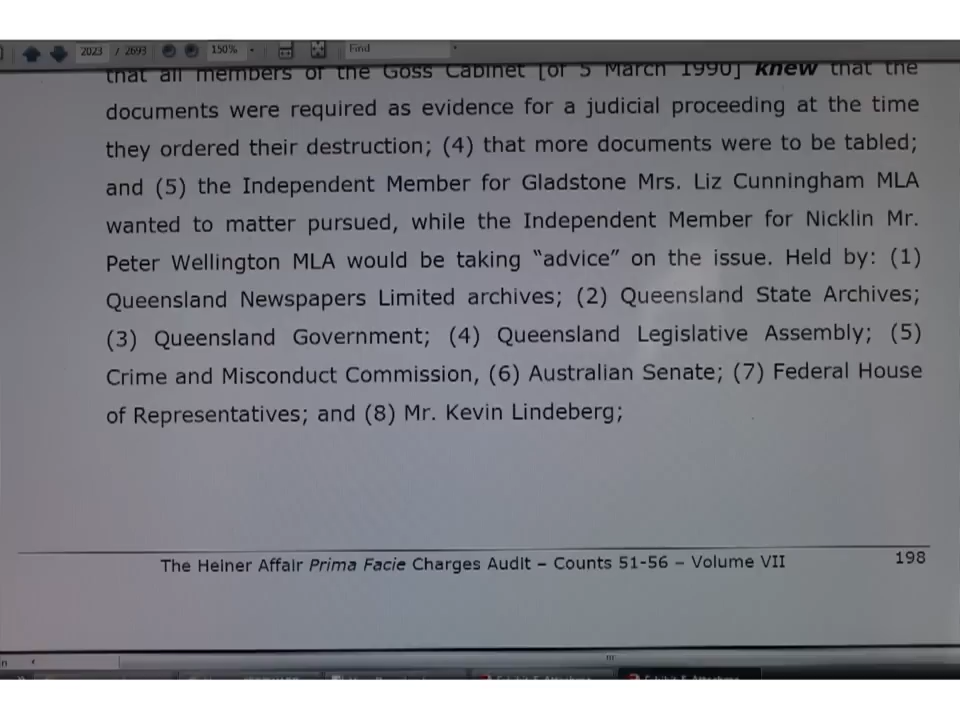 2023 / 2693 150% Find
that all members of the Goss Cabinet [of 5 March 1990] knew that the
documents were required as evidence for a judicial proceeding at the time
they ordered their destruction; (4) that more documents were to be tabled;
and (5) the Independent Member for Gladstone Mrs. Liz Cunningham MLA
wanted to matter pursued, while the Independent Member for Nicklin Mr.
Peter Wellington MLA would be taking “advice” on the issue. Held by: (1)
Queensland Newspapers Limited archives; (2) Queensland State Archives;
(3) Queensland Government; (4) Queensland Legislative Assembly; (5)
Crime and Misconduct Commission, (6) Australian Senate; (7) Federal House
of Representatives; and (8) Mr. Kevin Lindeberg;
The Heiner Affair Prima Facie Charges Audit – Counts 51-56 – Volume VII 198